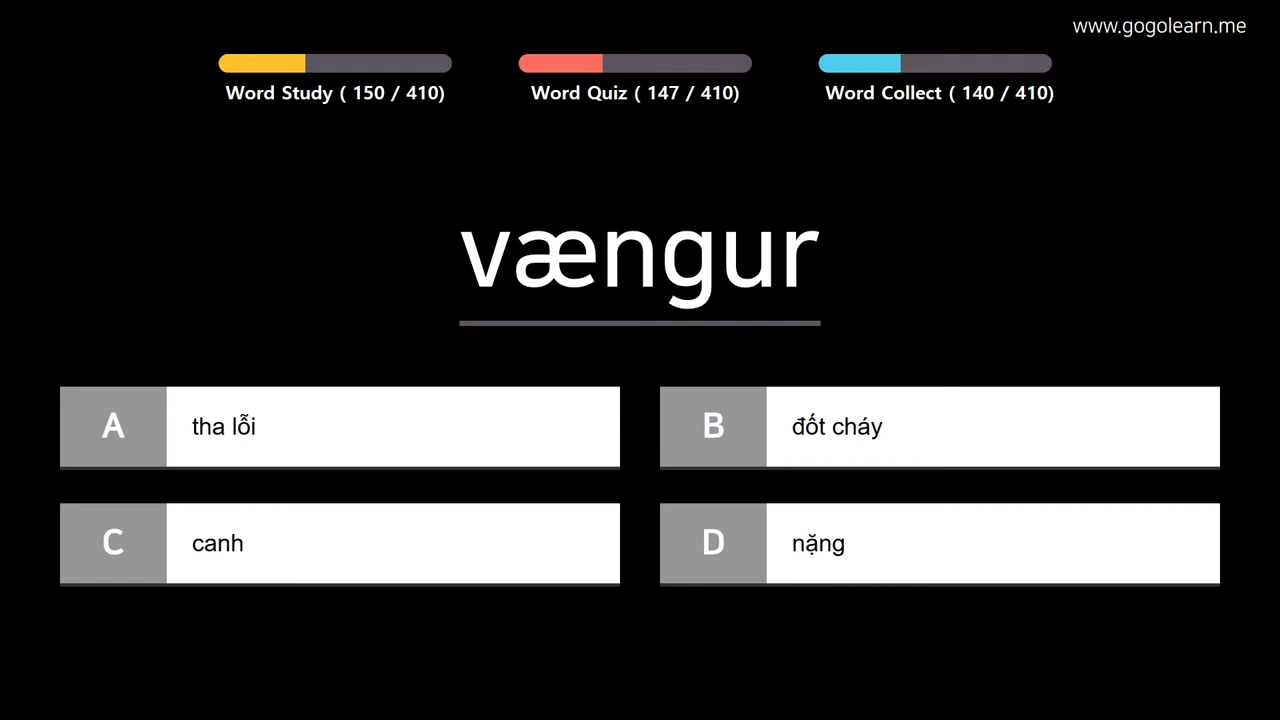 www.gogolearn.me
Word Study ( 150 / 410)
Word Quiz ( 147 / 410)
Word Collect ( 140 / 410)
vængur
A tha lỗi
B đốt cháy
C canh
D nặng